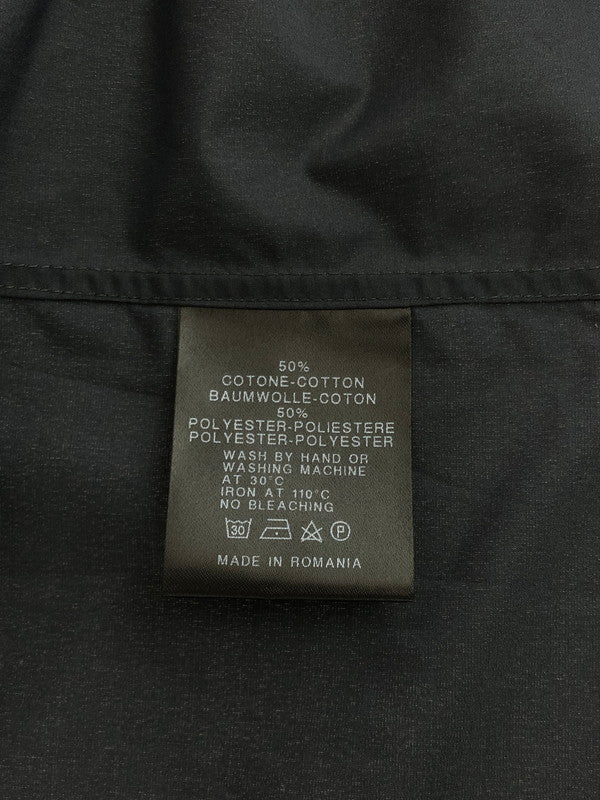 50%
COTONE-COTTON
BAUMWOLLE-COTON
50%
POLYESTER-POLIESTERE
POLYESTER-POLYESTER
WASH BY HAND OR
WASHING MACHINE
AT 30°C
IRON AT 110°C
NO BLEACHING
30 P
MADE IN ROMANIA